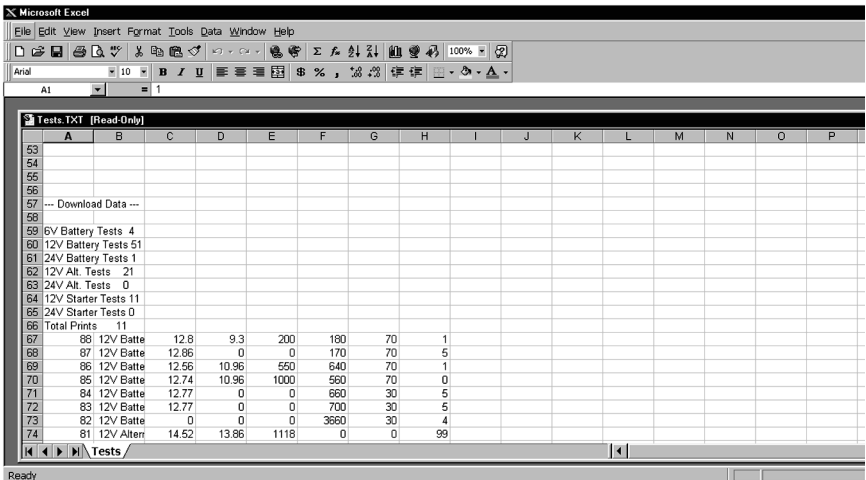 Microsoft Excel
File Edit View Insert Format Tools Data Window Help
100%
Arial 10 B I U $ % ,
A1 = 1
Tests.TXT [Read-Only]
A B C D E F G H I J K L M N O P
53
54
55
56
57 --- Download Data ---
58
59 6V Battery Tests 4
60 12V Battery Tests 51
61 24V Battery Tests 1
62 12V Alt. Tests 21
63 24V Alt. Tests 0
64 12V Starter Tests 11
65 24V Starter Tests 0
66 Total Prints 11
67 88 12V Batte 12.8 9.3 200 180 70 1
68 87 12V Batte 12.86 0 0 170 70 5
69 86 12V Batte 12.56 10.96 550 640 70 1
70 85 12V Batte 12.74 10.96 1000 560 70 0
71 84 12V Batte 12.77 0 0 660 30 5
72 83 12V Batte 12.77 0 0 700 30 5
73 82 12V Batte 0 0 0 3660 30 4
74 81 12V Altern 14.52 13.86 1118 0 0 99
Tests
Ready